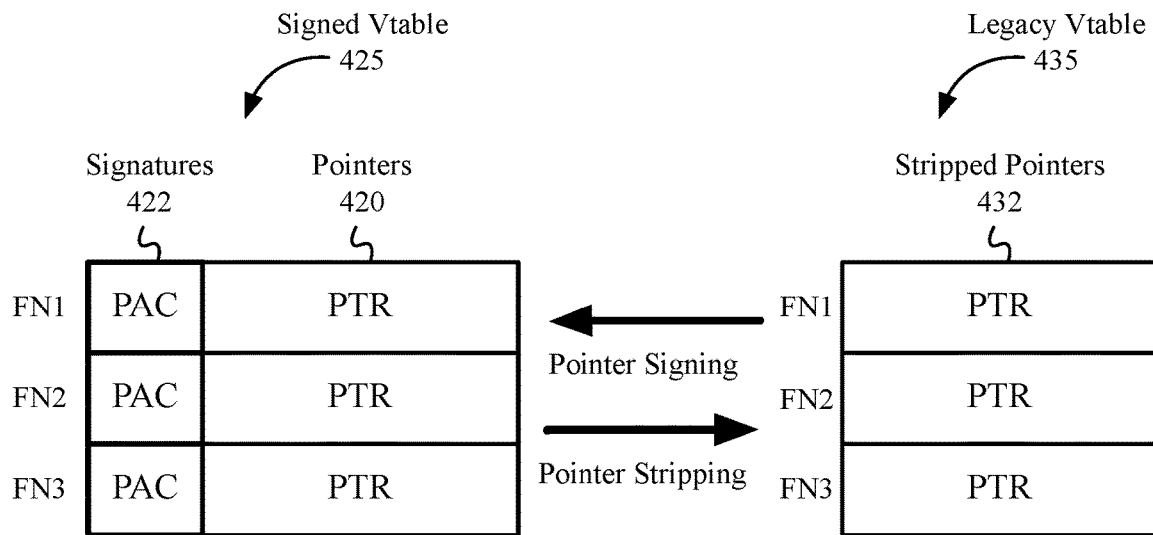 Signed Vtable
425
Legacy Vtable
435
Signatures
422
Pointers
420
Stripped Pointers
432
FN1 PAC PTR
FN2 PAC PTR
FN3 PAC PTR
Pointer Signing
Pointer Stripping
FN1 PTR
FN2 PTR
FN3 PTR